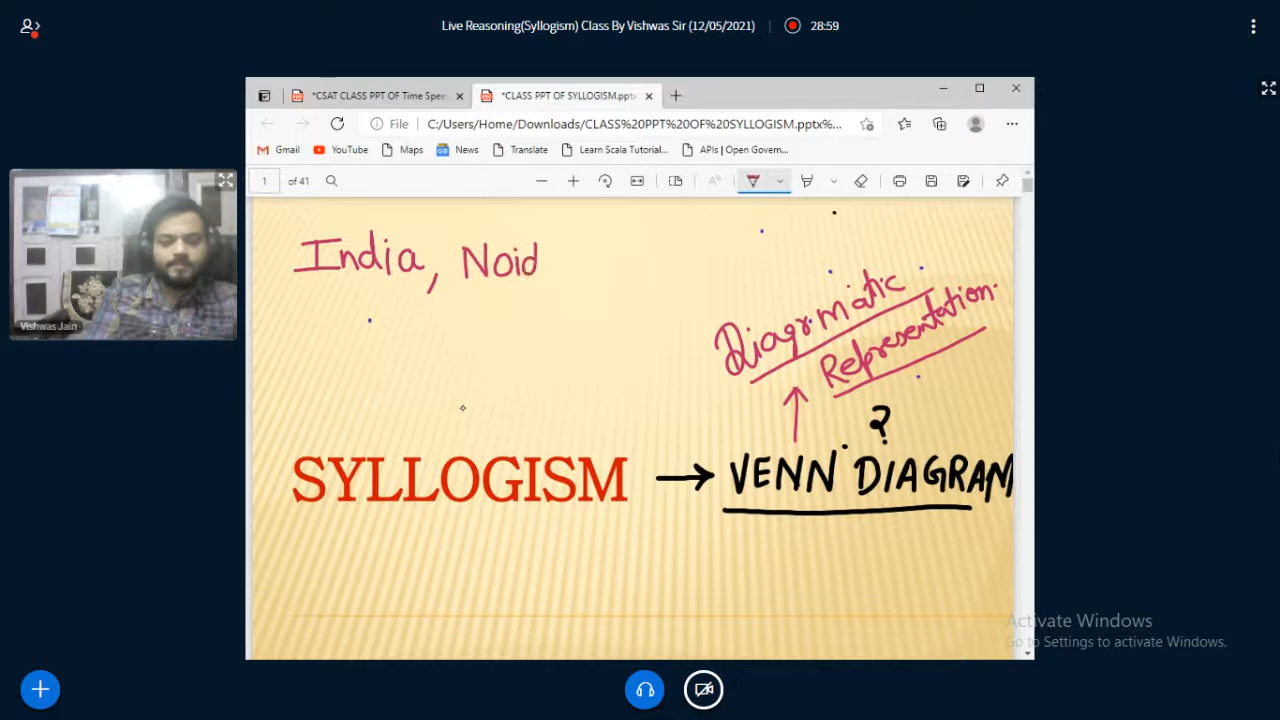 Live Reasoning(Syllogism) Class By Vishwas Sir (12/05/2021) 28:59
*CSAT CLASS PPT OF Time Spee
*CLASS PPT OF SYLLOGISM.ppt
File C:/Users/Home/Downloads/CLASS%20PPT%20OF%20SYLLOGISM.pptx%...
Gmail YouTube Maps News Translate Learn Scala Tutorial... APIs | Open Govern...
1 of 41
India, Noid
Diagrmatic
Representation.
?
SYLLOGISM → VENN DIAGRAM
Vishwas Jain
Activate Windows
Go to Settings to activate Windows.